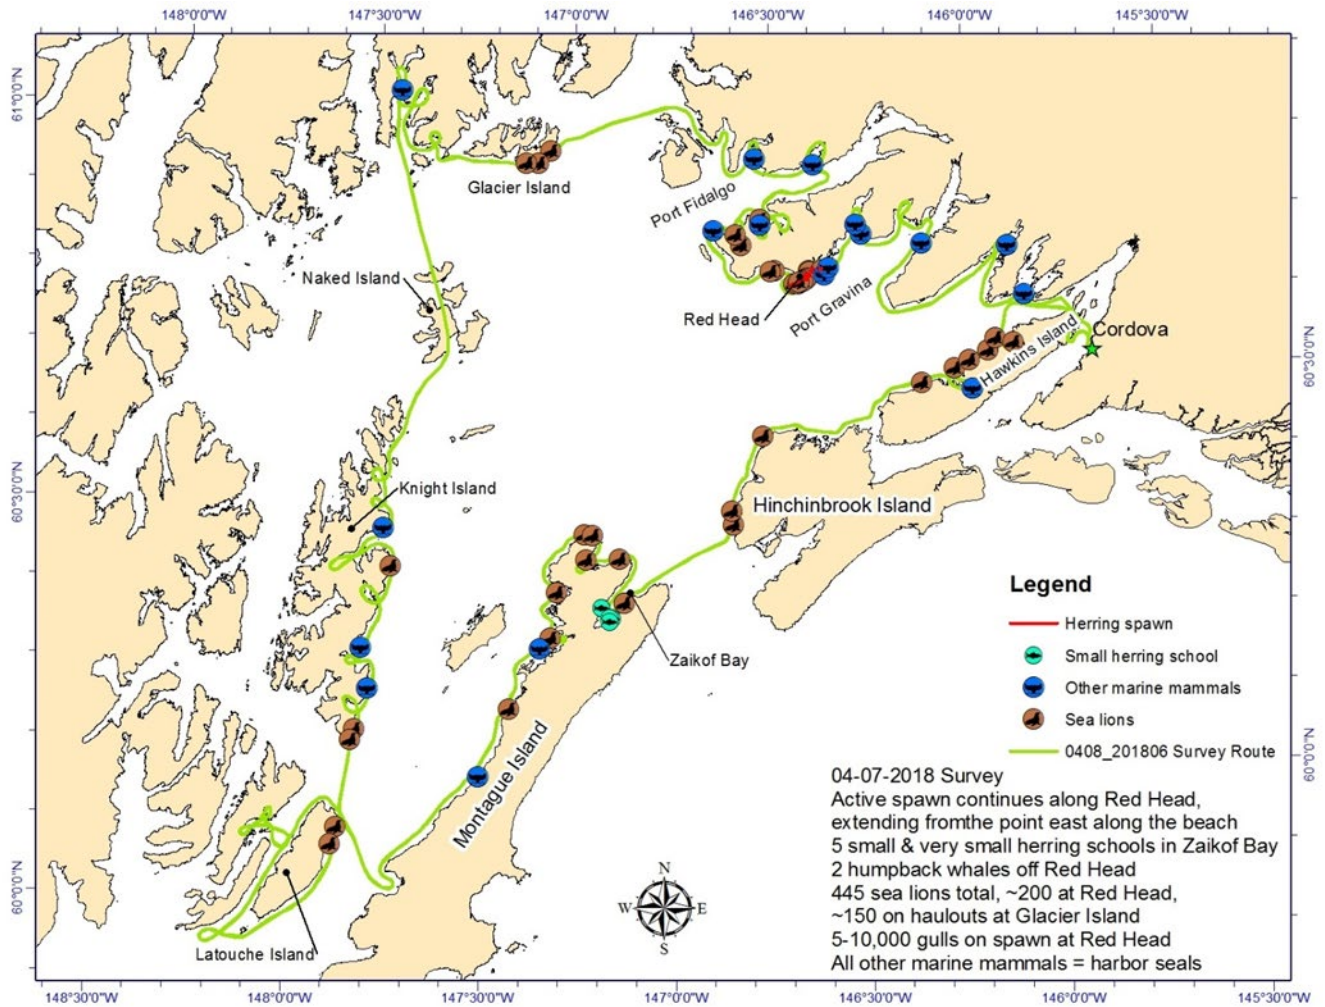 148°0'0"W
147°30'0"W
147°0'0"W
146°30'0"W
146°0'0"W
145°30'0"W
61°0'0"N
60°30'0"N
60°0'0"N
60°30'0"N
60°0'0"N
Glacier Island
Port Fidalgo
Naked Island
Red Head
Port Gravina
Cordova
Hawkins Island
Knight Island
Hinchinbrook Island
Zaikof Bay
Montague Island
Latouche Island
Legend
Herring spawn
Small herring school
Other marine mammals
Sea lions
0408_201806 Survey Route
04-07-2018 Survey
Active spawn continues along Red Head,
extending fromthe point east along the beach
5 small & very small herring schools in Zaikof Bay
2 humpback whales off Red Head
445 sea lions total, ~200 at Red Head,
~150 on haulouts at Glacier Island
5-10,000 gulls on spawn at Red Head
All other marine mammals = harbor seals
N
W
E
S
148°30'0"W
148°0'0"W
147°30'0"W
147°0'0"W
146°30'0"W
146°0'0"W
145°30'0"W